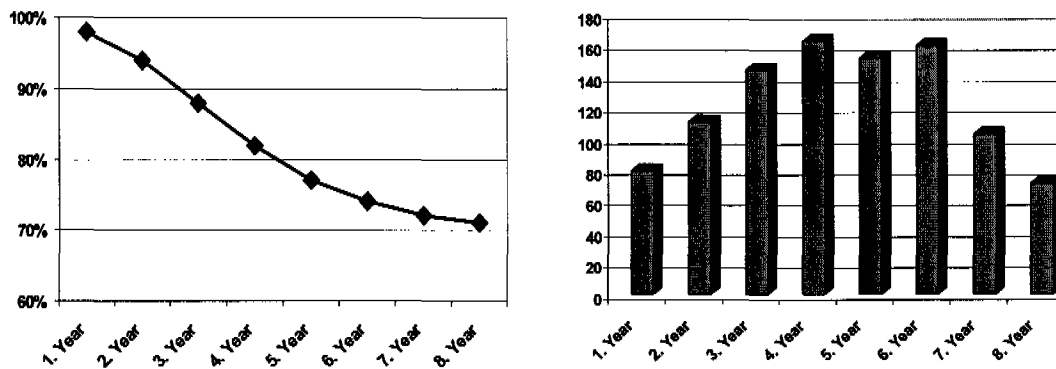 100%
90%
80%
70%
60%
1. Year
2. Year
3. Year
4. Year
5. Year
6. Year
7. Year
8. Year
180
160
140
120
100
80
60
40
20
0
1. Year
2. Year
3. Year
4. Year
5. Year
6. Year
7. Year
8. Year